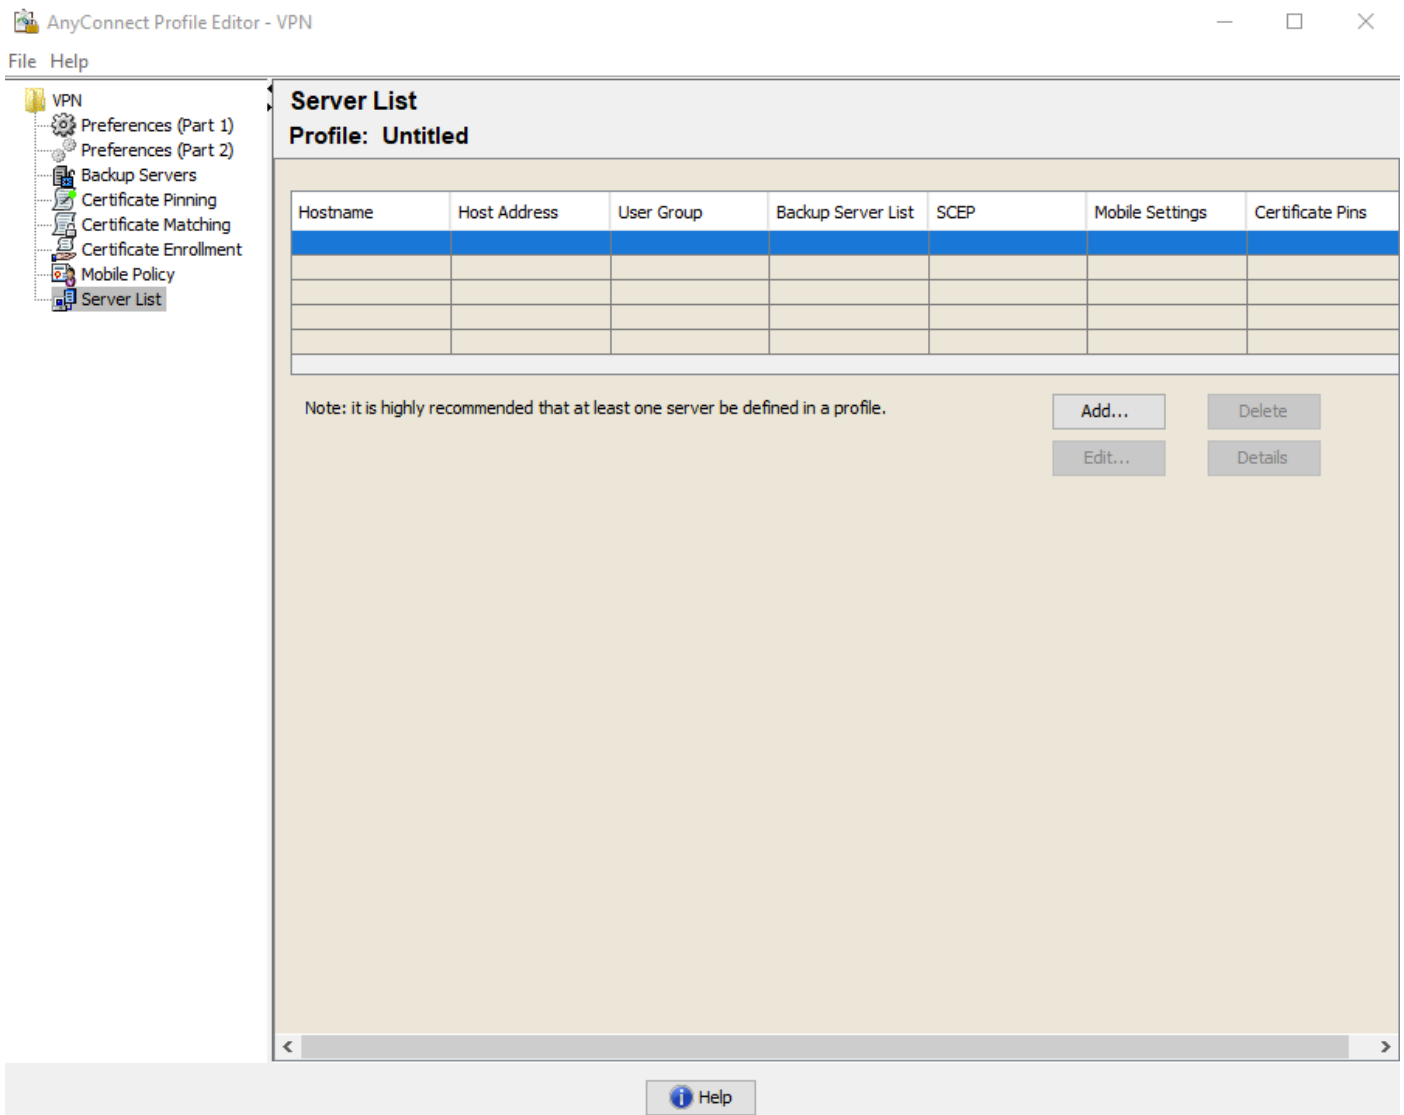 AnyConnect Profile Editor - VPN
File Help
VPN
Preferences (Part 1)
Preferences (Part 2)
Backup Servers
Certificate Pinning
Certificate Matching
Certificate Enrollment
Mobile Policy
Server List
Server List
Profile: Untitled
Hostname Host Address User Group Backup Server List SCEP Mobile Settings Certificate Pins
Note: it is highly recommended that at least one server be defined in a profile.
Add... Delete
Edit... Details
Help